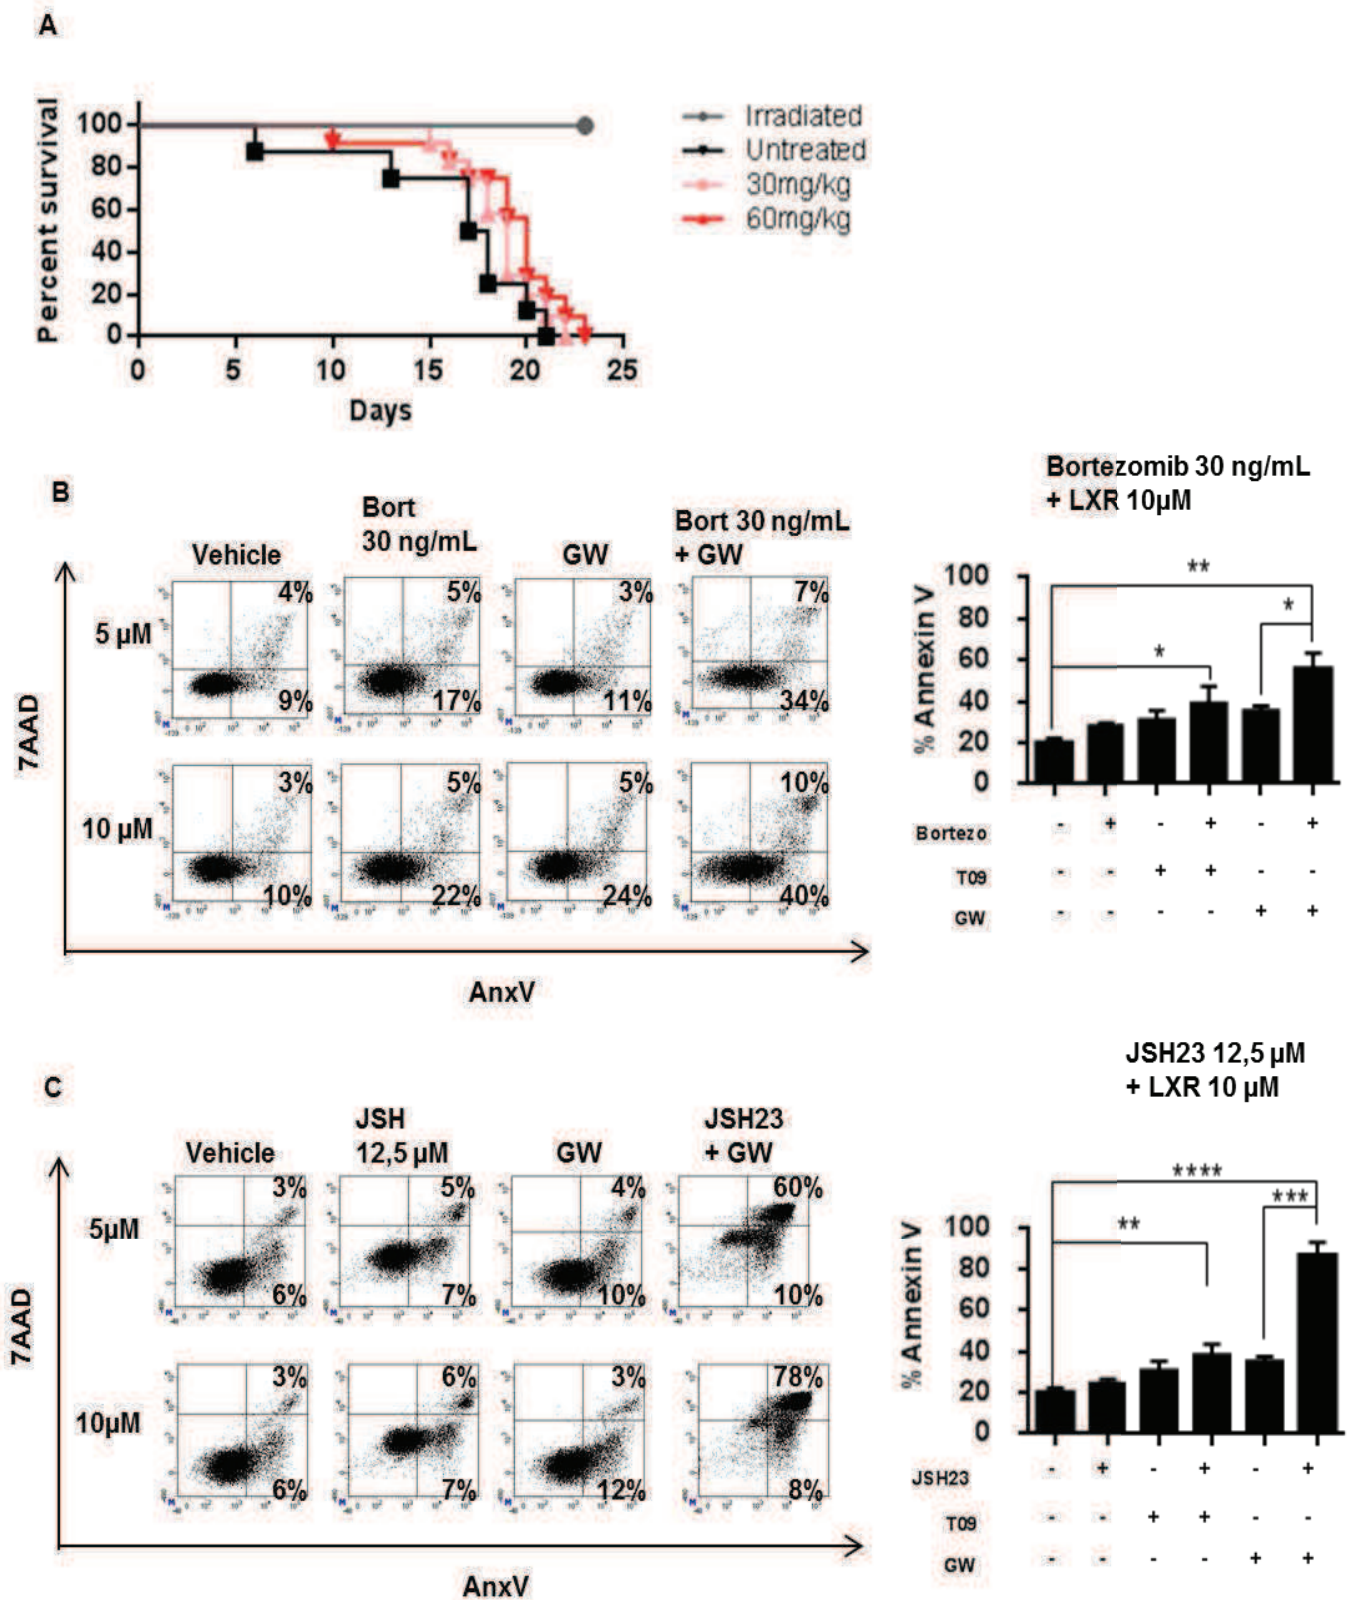 A
Percent survival
100
80
60
40
20
0
0 5 10 15 20 25
Days
Irradiated
Untreated
30mg/kg
60mg/kg
B
Vehicle
Bort
30 ng/mL
GW
Bort 30 ng/mL
+ GW
5 µM
4% 5% 3% 7%
9% 17% 11% 34%
10 µM
3% 5% 5% 10%
10% 22% 24% 40%
7AAD
AnxV
Bortezomib 30 ng/mL
+ LXR 10µM
% Annexin V
100
80
60
40
20
0
** 
*
*
Bortezo - + - + - +
T09 - - + + - -
GW - - - - + +
C
Vehicle
JSH
12,5 µM
GW
JSH23
+ GW
5µM
3% 5% 4% 60%
6% 7% 10% 10%
10µM
3% 6% 3% 78%
6% 7% 12% 8%
7AAD
AnxV
JSH23 12,5 µM
+ LXR 10 µM
% Annexin V
100
80
60
40
20
0
****
***
**
JSH23 - + - + - +
T09 - - + + - -
GW - - - - + +